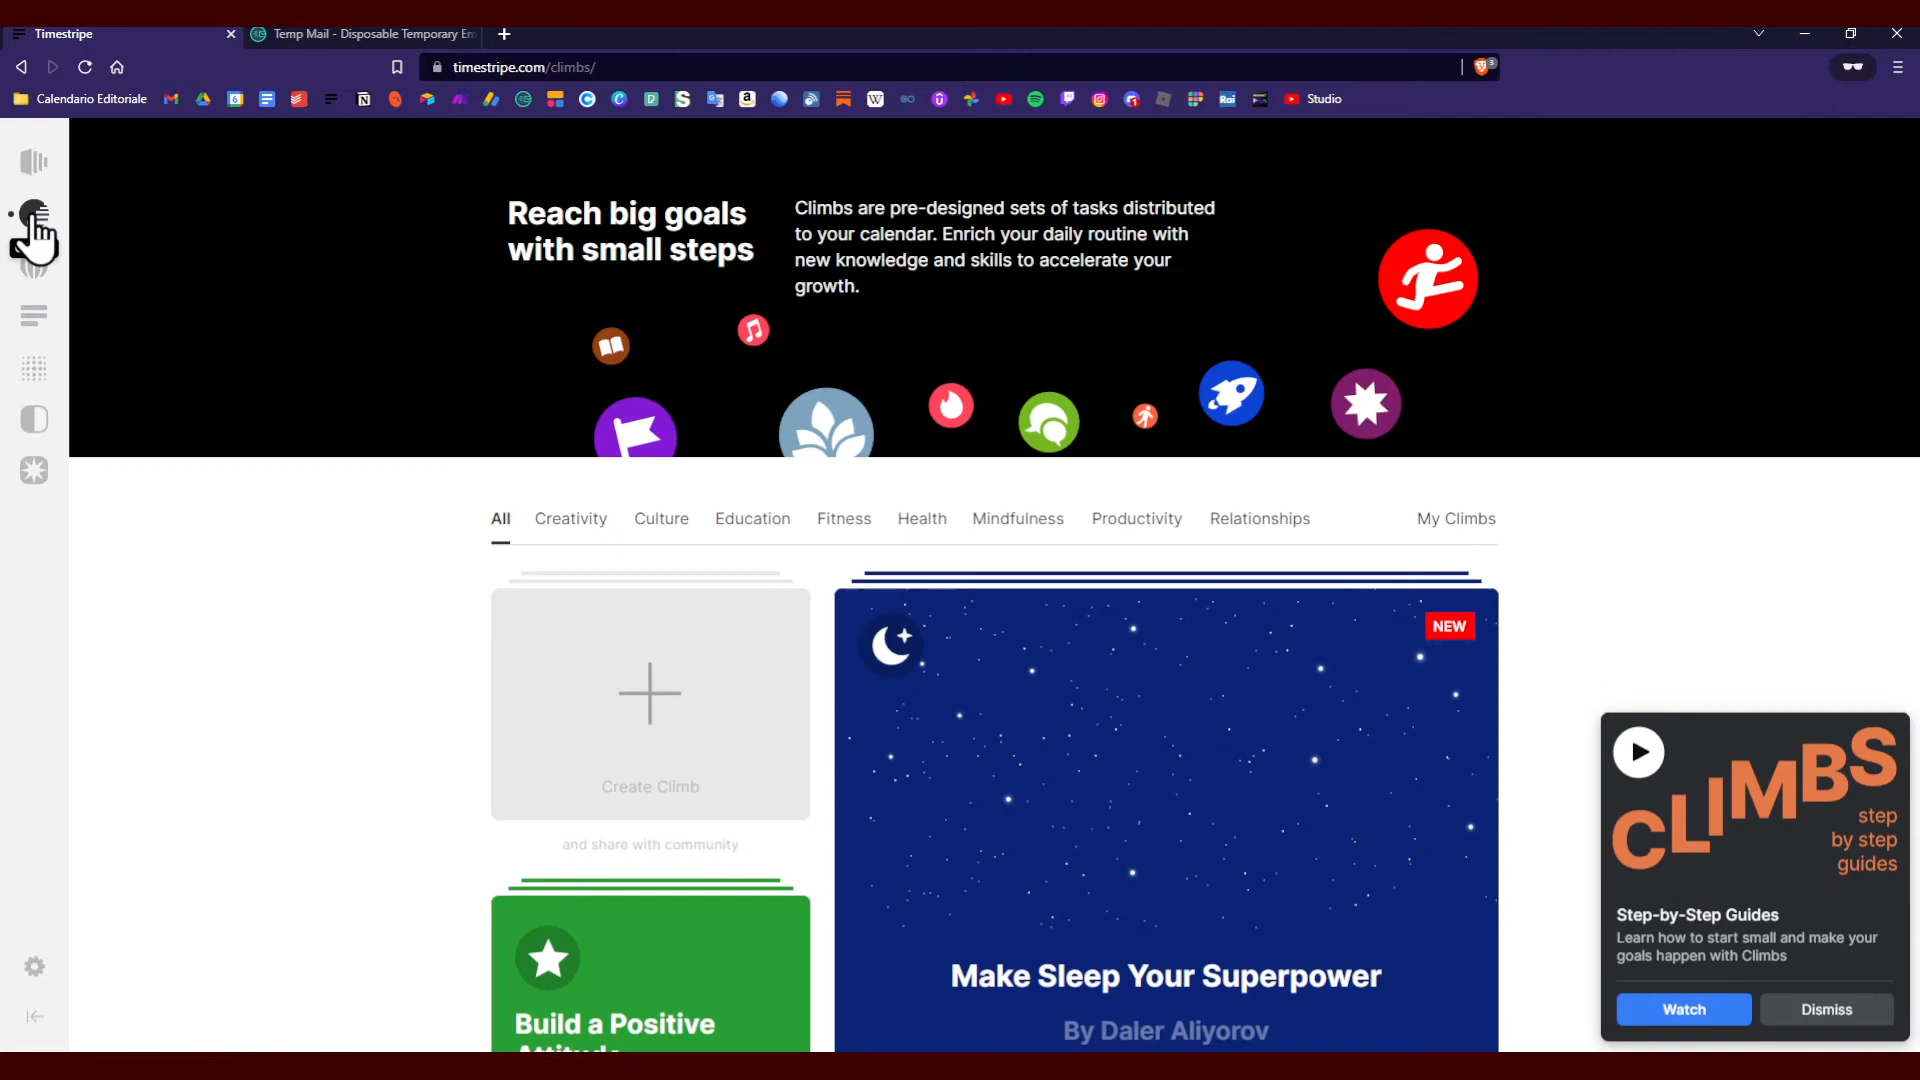 Timestripe
Temp Mail - Disposable Temporary Em
timestripe.com/climbs/
3
Calendario Editoriale
6
Rai
Studio
Reach big goals
with small steps
Climbs are pre-designed sets of tasks distributed
to your calendar. Enrich your daily routine with
new knowledge and skills to accelerate your
growth.
All Creativity Culture Education Fitness Health Mindfulness Productivity Relationships My Climbs
Create Climb
and share with community
NEW
Make Sleep Your Superpower
By Daler Aliyorov
Build a Positive
Attitude
CLIMBS
step
by step
guides
Step-by-Step Guides
Learn how to start small and make your
goals happen with Climbs
Watch
Dismiss